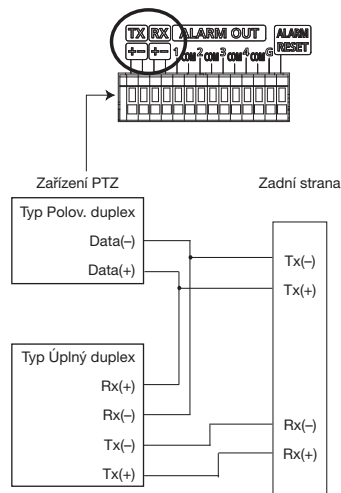 TX RX ALARM OUT ALARM RESET
+ − + − 1 COM 2 COM 3 COM 4 COM G
Zařízení PTZ
Zadní strana
Typ Polov. duplex
Data(–)
Data(+)
Tx(–)
Tx(+)
Typ Úplný duplex
Rx(+)
Rx(–)
Tx(–)
Tx(+)
Rx(–)
Rx(+)